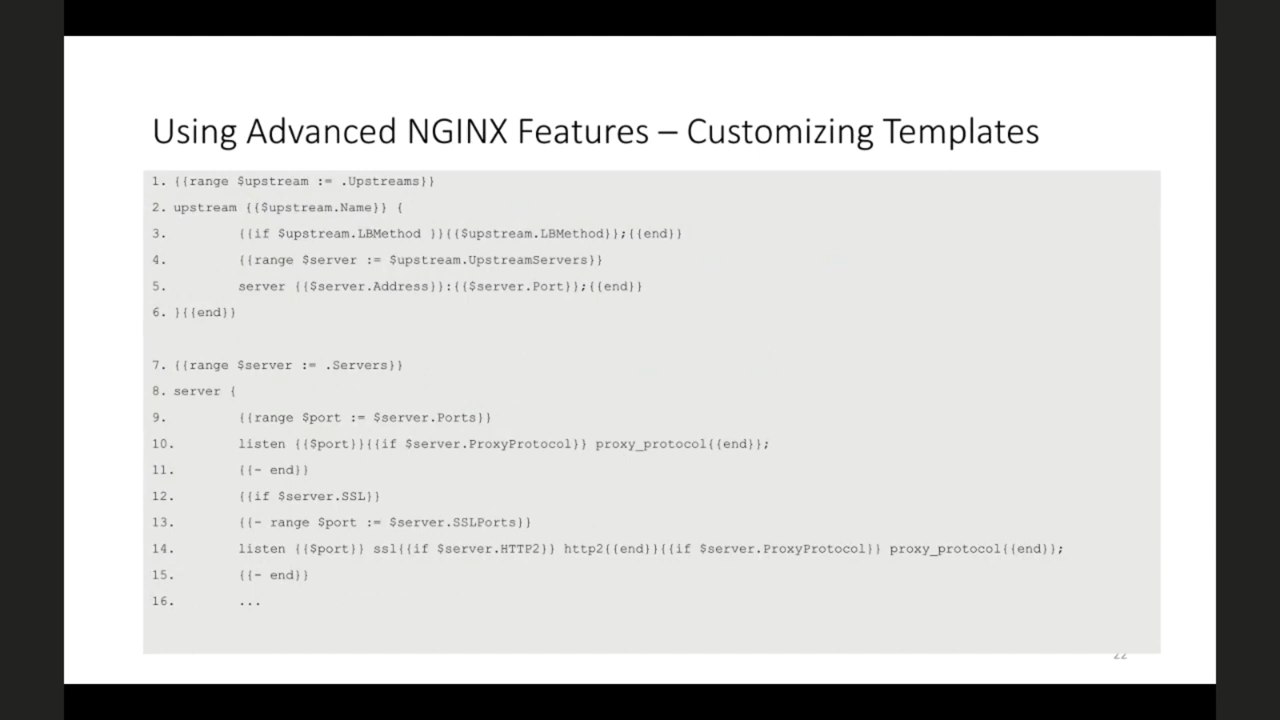 Using Advanced NGINX Features – Customizing Templates
1. {{range $upstream := .Upstreams}}
2. upstream {{$upstream.Name}} {
3. {{if $upstream.LBMethod }}{{$upstream.LBMethod}};{{end}}
4. {{range $server := $upstream.UpstreamServers}}
5. server {{$server.Address}}:{{$server.Port}};{{end}}
6. }{{end}}
7. {{range $server := .Servers}}
8. server {
9. {{range $port := $server.Ports}}
10. listen {{$port}}{{if $server.ProxyProtocol}} proxy_protocol{{end}};
11. {{- end}}
12. {{if $server.SSL}}
13. {{- range $port := $server.SSLPorts}}
14. listen {{$port}} ssl{{if $server.HTTP2}} http2{{end}}{{if $server.ProxyProtocol}} proxy_protocol{{end}};
15. {{- end}}
16. ...
22